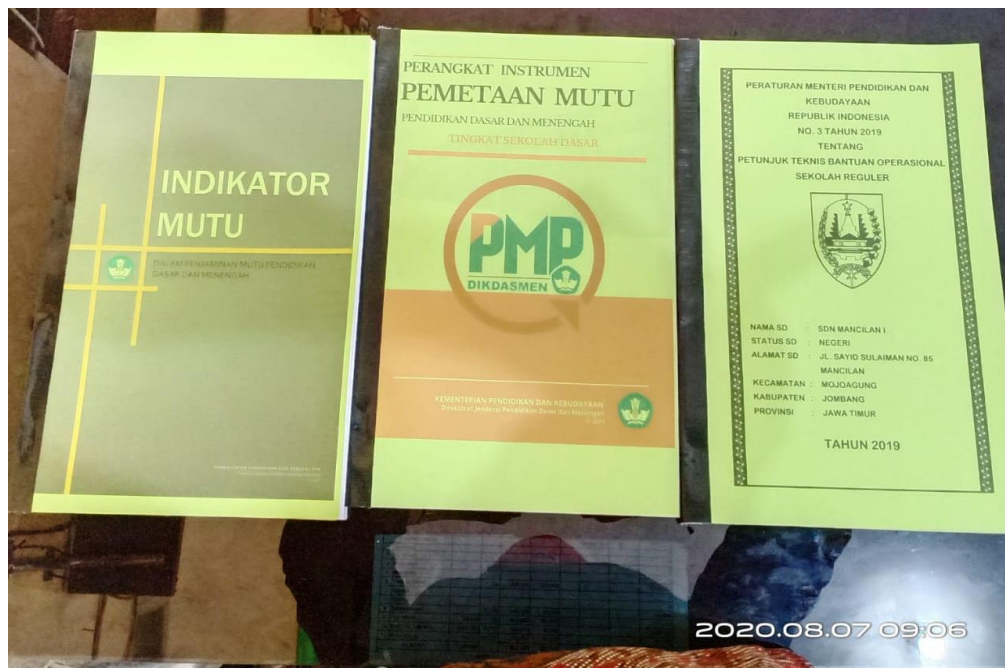 INDIKATOR
MUTU
DALAM PENJAMINAN MUTU PENDIDIKAN
DASAR DAN MENENGAH
PERANGKAT INSTRUMEN
PEMETAAN MUTU
PENDIDIKAN DASAR DAN MENENGAH
TINGKAT SEKOLAH DASAR
PMP
DIKDASMEN
KEMENTERIAN PENDIDIKAN DAN KEBUDAYAAN
Direktorat Jenderal Pendidikan Dasar dan Menengah
PERATURAN MENTERI PENDIDIKAN DAN
KEBUDAYAAN
REPUBLIK INDONESIA
NO. 3 TAHUN 2019
TENTANG
PETUNJUK TEKNIS BANTUAN OPERASIONAL
SEKOLAH REGULER
NAMA SD : SDN MANCILAN I
STATUS SD : NEGERI
ALAMAT SD : JL. SAYID SULAIMAN NO. 85
MANCILAN
KECAMATAN : MOJOAGUNG
KABUPATEN : JOMBANG
PROVINSI : JAWA TIMUR
TAHUN 2019
2020.08.07 09:06